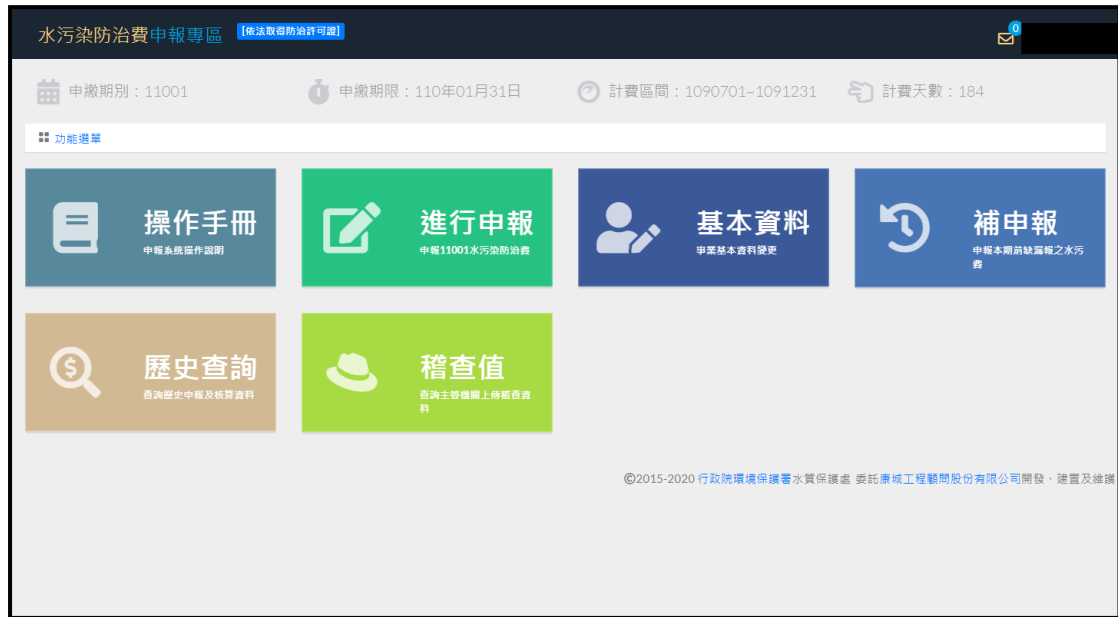 水污染防治費申報專區 [依法取得防治許可證] 0
申繳期別：11001 申繳期限：110年01月31日 計費區間：1090701~1091231 計費天數：184
功能選單
操作手冊
申報系統操作說明
進行申報
申報11001水污染防治費
基本資料
事業基本資料變更
補申報
申報本期前缺漏報之水污
費
歷史查詢
查詢歷史申報及核算資料
稽查值
查詢主管機關上傳稽查資
料
©2015-2020 行政院環境保護署水質保護處 委託康城工程顧問股份有限公司開發、建置及維護